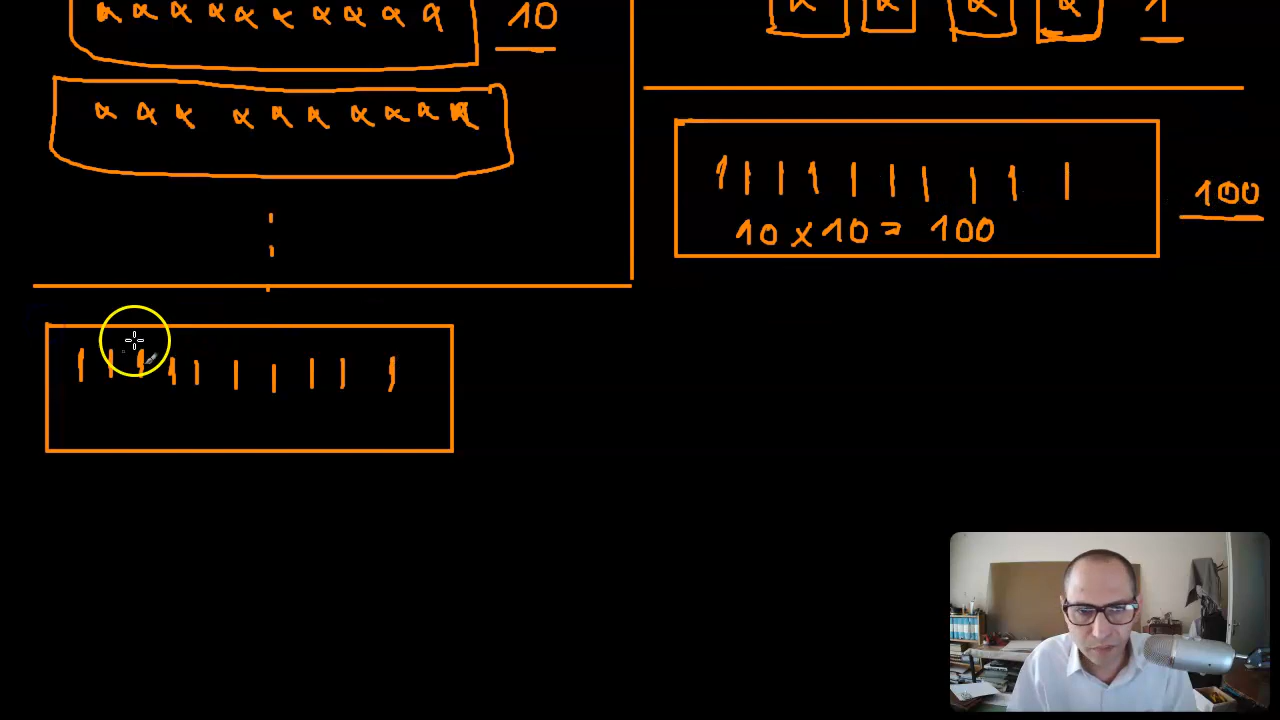 α α α α α α α α α α 10
α α α α α α α α α α
α α α α 1
| | | | | | | | | | 100
10 x 10 = 100
| | | | | | | | | |